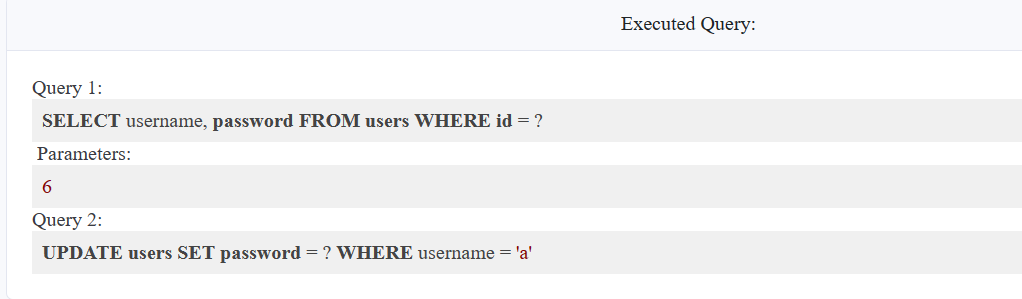 Executed Query:
Query 1:
SELECT username, password FROM users WHERE id = ?
Parameters:
6
Query 2:
UPDATE users SET password = ? WHERE username = 'a'